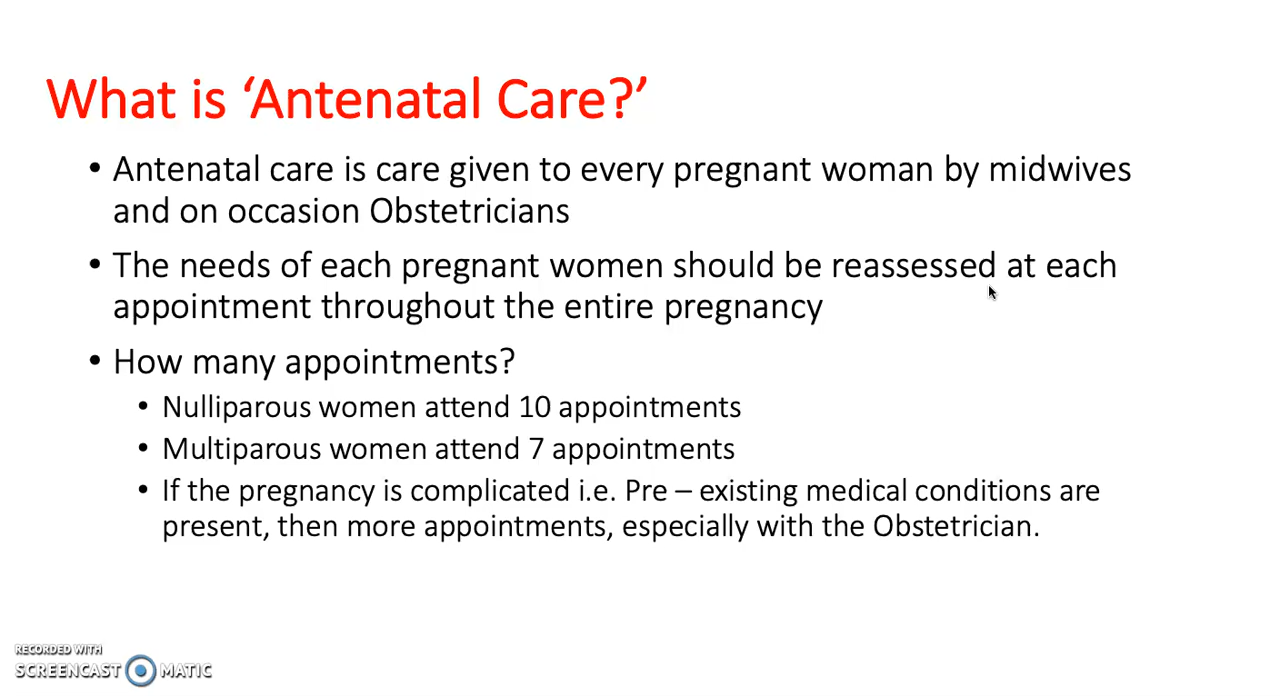 What is ‘Antenatal Care?’
• Antenatal care is care given to every pregnant woman by midwives
and on occasion Obstetricians
• The needs of each pregnant women should be reassessed at each
appointment throughout the entire pregnancy
• How many appointments?
• Nulliparous women attend 10 appointments
• Multiparous women attend 7 appointments
• If the pregnancy is complicated i.e. Pre – existing medical conditions are
present, then more appointments, especially with the Obstetrician.
RECORDED WITH
SCREENCAST MATIC